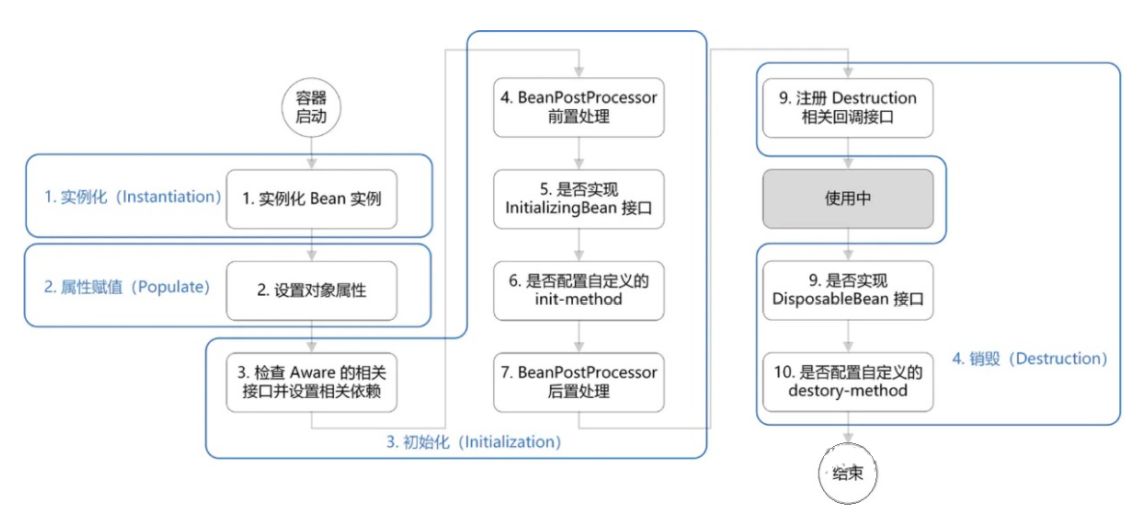 容器
启动
1. 实例化（Instantiation）
1. 实例化 Bean 实例
2. 属性赋值（Populate）
2. 设置对象属性
3. 检查 Aware 的相关
接口并设置相关依赖
3. 初始化（Initialization）
4. BeanPostProcessor
前置处理
5. 是否实现
InitializingBean 接口
6. 是否配置自定义的
init-method
7. BeanPostProcessor
后置处理
9. 注册 Destruction
相关回调接口
使用中
9. 是否实现
DisposableBean 接口
10. 是否配置自定义的
destory-method
4. 销毁（Destruction）
结束